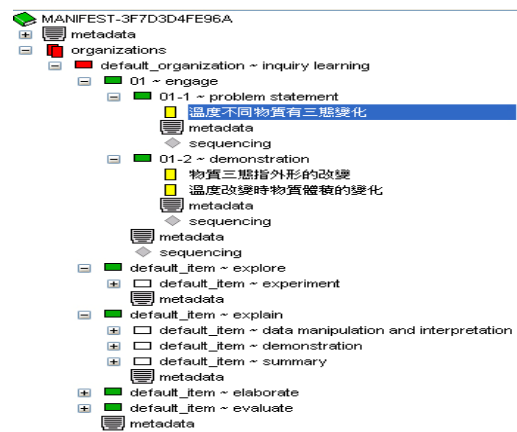 MANIFEST-3F7D3D4FE96A
metadata
organizations
default_organization ~ inquiry learning
01 ~ engage
01-1 ~ problem statement
溫度不同物質有三態變化
metadata
sequencing
01-2 ~ demonstration
物質三態指外形的改變
溫度改變時物質體積的變化
metadata
sequencing
metadata
sequencing
default_item ~ explore
default_item ~ experiment
metadata
default_item ~ explain
default_item ~ data manipulation and interpretation
default_item ~ demonstration
default_item ~ summary
metadata
default_item ~ elaborate
default_item ~ evaluate
metadata